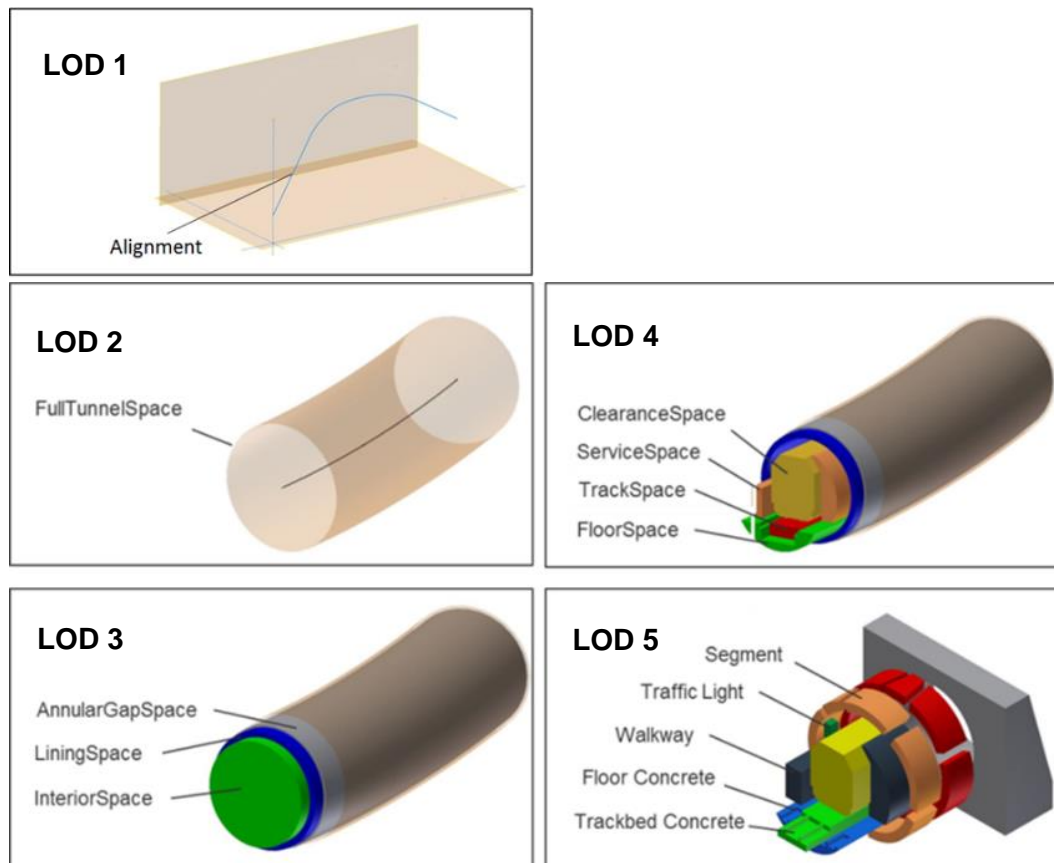 LOD 1
Alignment
LOD 2
FullTunnelSpace
LOD 4
ClearanceSpace
ServiceSpace
TrackSpace
FloorSpace
LOD 3
AnnularGapSpace
LiningSpace
InteriorSpace
LOD 5
Segment
Traffic Light
Walkway
Floor Concrete
Trackbed Concrete